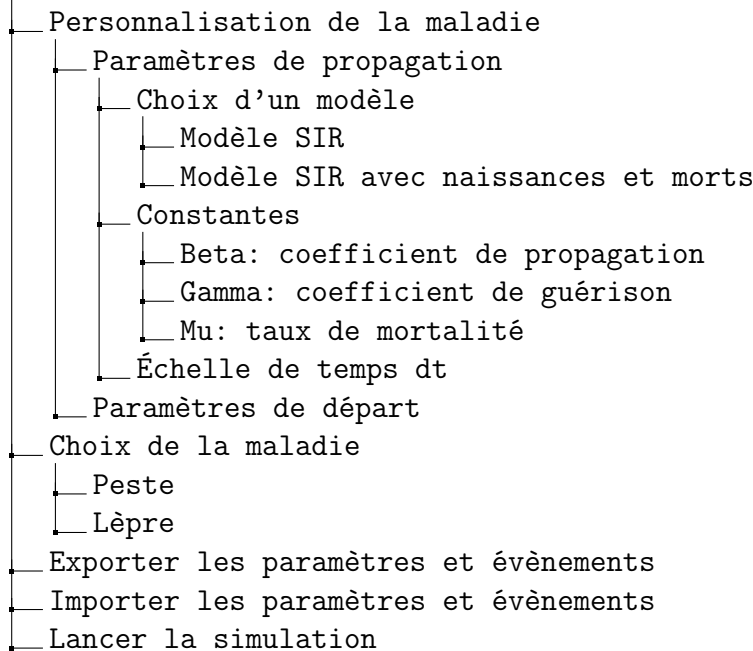 Personnalisation de la maladie
Paramètres de propagation
Choix d'un modèle
Modèle SIR
Modèle SIR avec naissances et morts
Constantes
Beta: coefficient de propagation
Gamma: coefficient de guérison
Mu: taux de mortalité
Échelle de temps dt
Paramètres de départ
Choix de la maladie
Peste
Lèpre
Exporter les paramètres et évènements
Importer les paramètres et évènements
Lancer la simulation